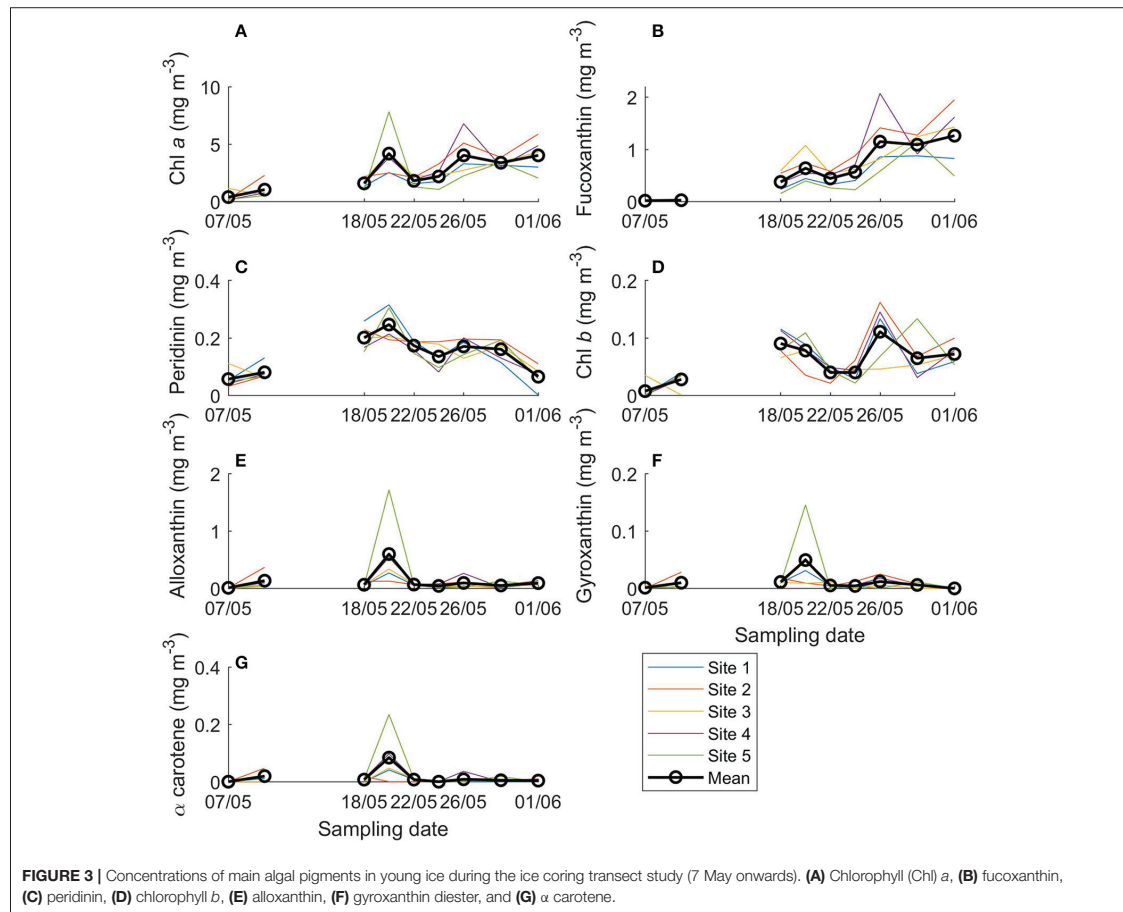 A
Chl a (mg m-3)
10
5
0
07/05
18/05
22/05
26/05
01/06
B
Fucoxanthin (mg m-3)
2
1
0
07/05
18/05
22/05
26/05
01/06
C
Peridinin (mg m-3)
0.4
0.2
0
07/05
18/05
22/05
26/05
01/06
D
Chl b (mg m-3)
0.2
0.1
0
07/05
18/05
22/05
26/05
01/06
E
Alloxanthin (mg m-3)
2
1
0
07/05
18/05
22/05
26/05
01/06
F
Gyroxanthin (mg m-3)
0.2
0.1
0
07/05
18/05
22/05
26/05
01/06
Sampling date
G
α carotene (mg m-3)
0.4
0.2
0
07/05
18/05
22/05
26/05
01/06
Sampling date
Site 1
Site 2
Site 3
Site 4
Site 5
Mean
FIGURE 3 | Concentrations of main algal pigments in young ice during the ice coring transect study (7 May onwards). (A) Chlorophyll (Chl) a, (B) fucoxanthin,
(C) peridinin, (D) chlorophyll b, (E) alloxanthin, (F) gyroxanthin diester, and (G) α carotene.